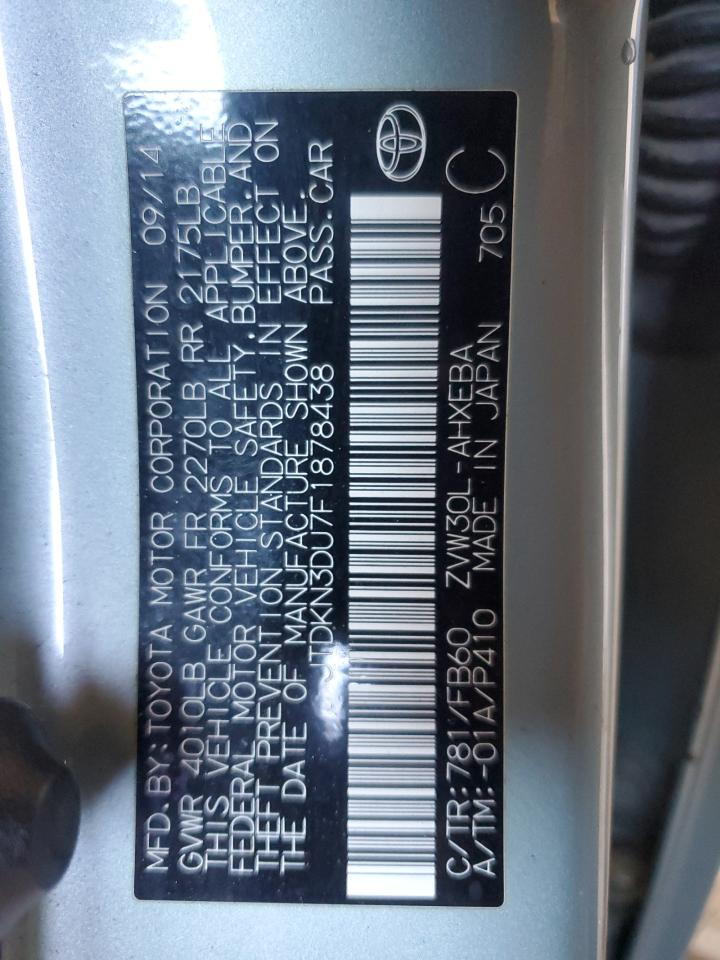 MFD.BY:TOYOTA MOTOR CORPORATION 09/14
GVWR 4010LB GAWR FR 2270LB RR 2175LB
THIS VEHICLE CONFORMS TO ALL APPLICABLE
FEDERAL MOTOR VEHICLE SAFETY, BUMPER, AND
THEFT PREVENTION STANDARDS IN EFFECT ON
THE DATE OF MANUFACTURE SHOWN ABOVE.
JTDKN3DU7F1878438 PASS.CAR
C/TR:781/FB60 ZVW30L-AHXEBA
A/TM:-01A/P410 MADE IN JAPAN 705 C